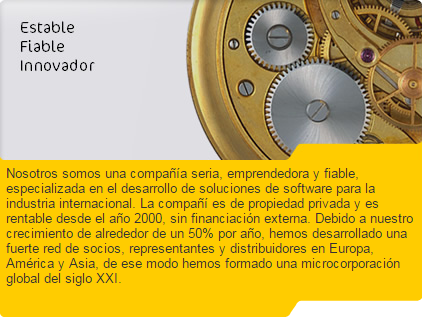 Estable
Fiable
Innovador
Nosotros somos una compañía seria, emprendedora y fiable,
especializada en el desarrollo de soluciones de software para la
industria internacional. La compañí es de propiedad privada y es
rentable desde el año 2000, sin financiación externa. Debido a nuestro
crecimiento de alrededor de un 50% por año, hemos desarrollado una
fuerte red de socios, representantes y distribuidores en Europa,
América y Asia, de ese modo hemos formado una microcorporación
global del siglo XXI.